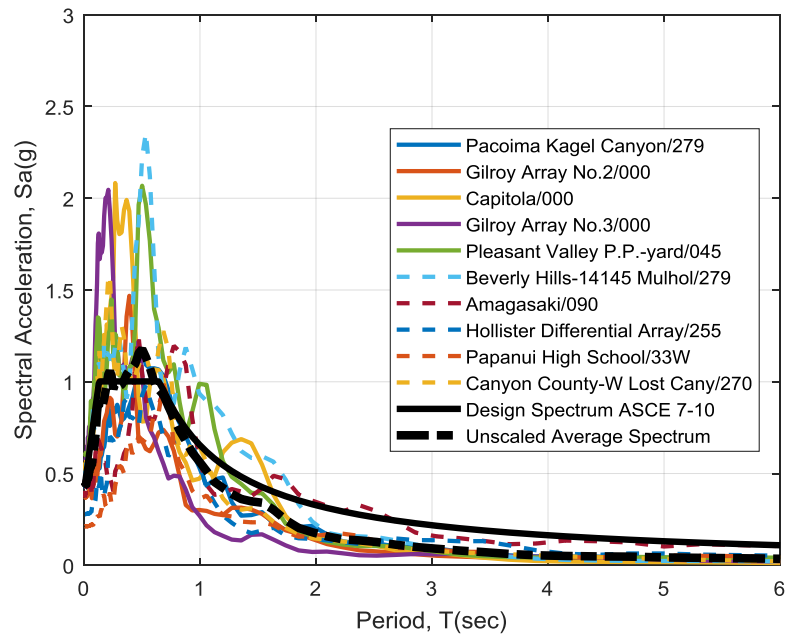 3
2.5
2
1.5
1
0.5
0
Spectral Acceleration, Sa(g)
Pacoima Kagel Canyon/279
Gilroy Array No.2/000
Capitola/000
Gilroy Array No.3/000
Pleasant Valley P.P.-yard/045
Beverly Hills-14145 Mulhol/279
Amagasaki/090
Hollister Differential Array/255
Papanui High School/33W
Canyon County-W Lost Cany/270
Design Spectrum ASCE 7-10
Unscaled Average Spectrum
0 1 2 3 4 5 6
Period, T(sec)